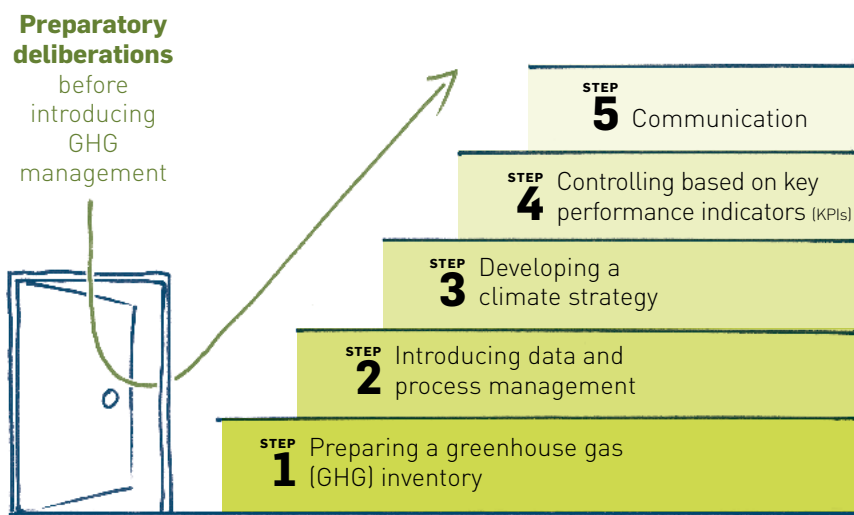 Preparatory
deliberations
before
introducing
GHG
management
STEP
5 Communication
STEP
4 Controlling based on key
performance indicators (KPIs)
STEP
3 Developing a
climate strategy
STEP
2 Introducing data and
process management
STEP
1 Preparing a greenhouse gas
(GHG) inventory